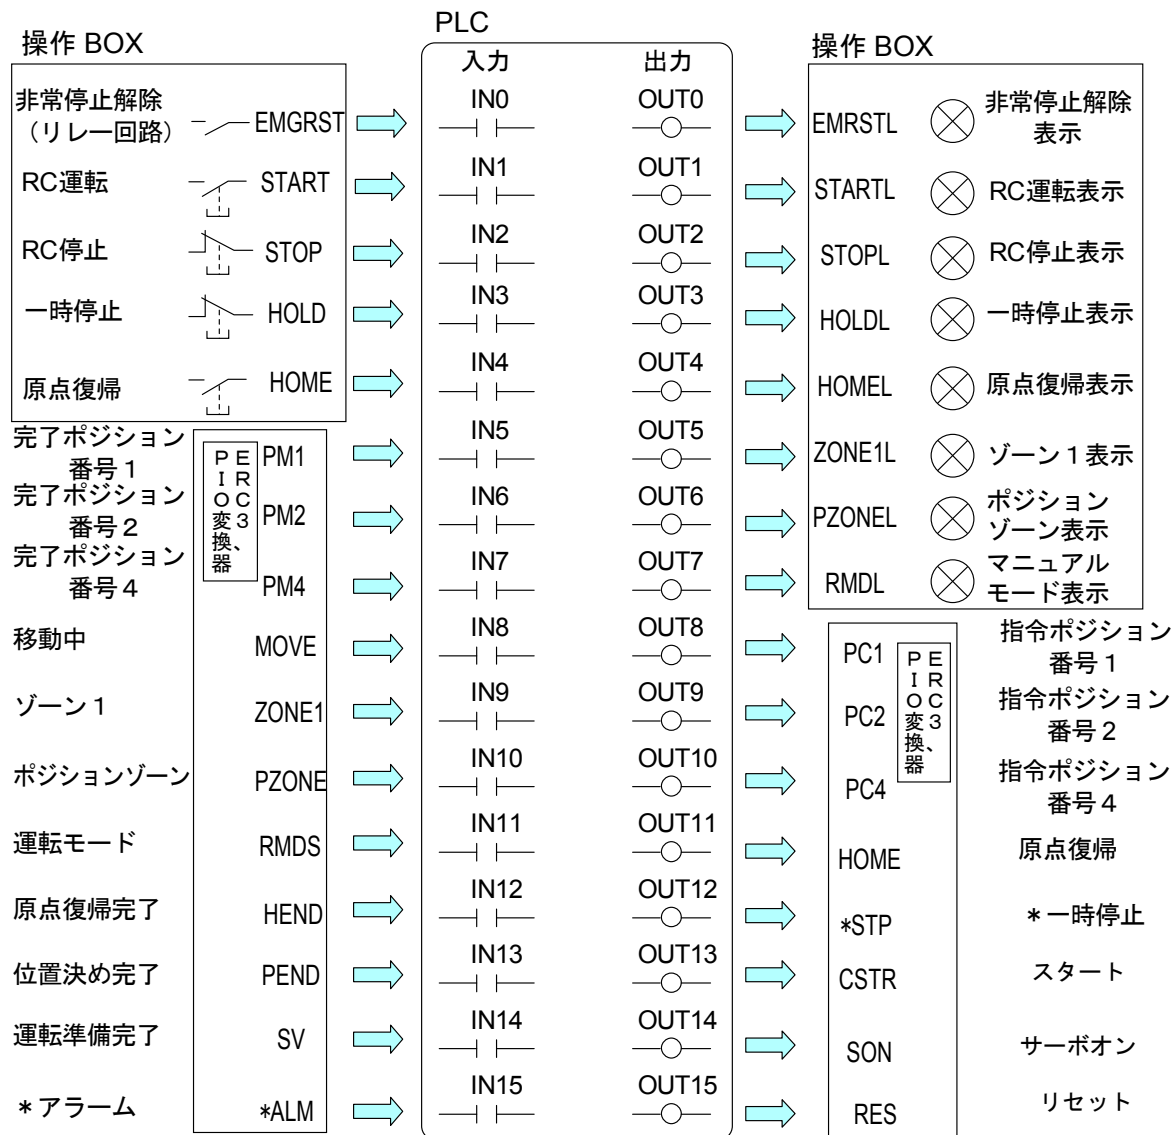 PLC
操作 BOX
操作 BOX
入力
出力
非常停止解除
（リレー回路）
EMGRST
IN0
OUT0
EMRSTL
非常停止解除
表示
RC運転
START
IN1
OUT1
STARTL
RC運転表示
RC停止
STOP
IN2
OUT2
STOPL
RC停止表示
一時停止
HOLD
IN3
OUT3
HOLDL
一時停止表示
原点復帰
HOME
IN4
OUT4
HOMEL
原点復帰表示
完了ポジション
番号１
ERC3、
PIO変換器
PM1
IN5
OUT5
ZONE1L
ゾーン１表示
完了ポジション
番号２
PM2
IN6
OUT6
PZONEL
ポジション
ゾーン表示
完了ポジション
番号４
PM4
IN7
OUT7
RMDL
マニュアル
モード表示
移動中
MOVE
IN8
OUT8
PC1
ERC3、
PIO変換器
指令ポジション
番号１
ゾーン１
ZONE1
IN9
OUT9
PC2
指令ポジション
番号２
ポジションゾーン
PZONE
IN10
OUT10
PC4
指令ポジション
番号４
運転モード
RMDS
IN11
OUT11
HOME
原点復帰
原点復帰完了
HEND
IN12
OUT12
*STP
＊一時停止
位置決め完了
PEND
IN13
OUT13
CSTR
スタート
運転準備完了
SV
IN14
OUT14
SON
サーボオン
＊アラーム
*ALM
IN15
OUT15
RES
リセット